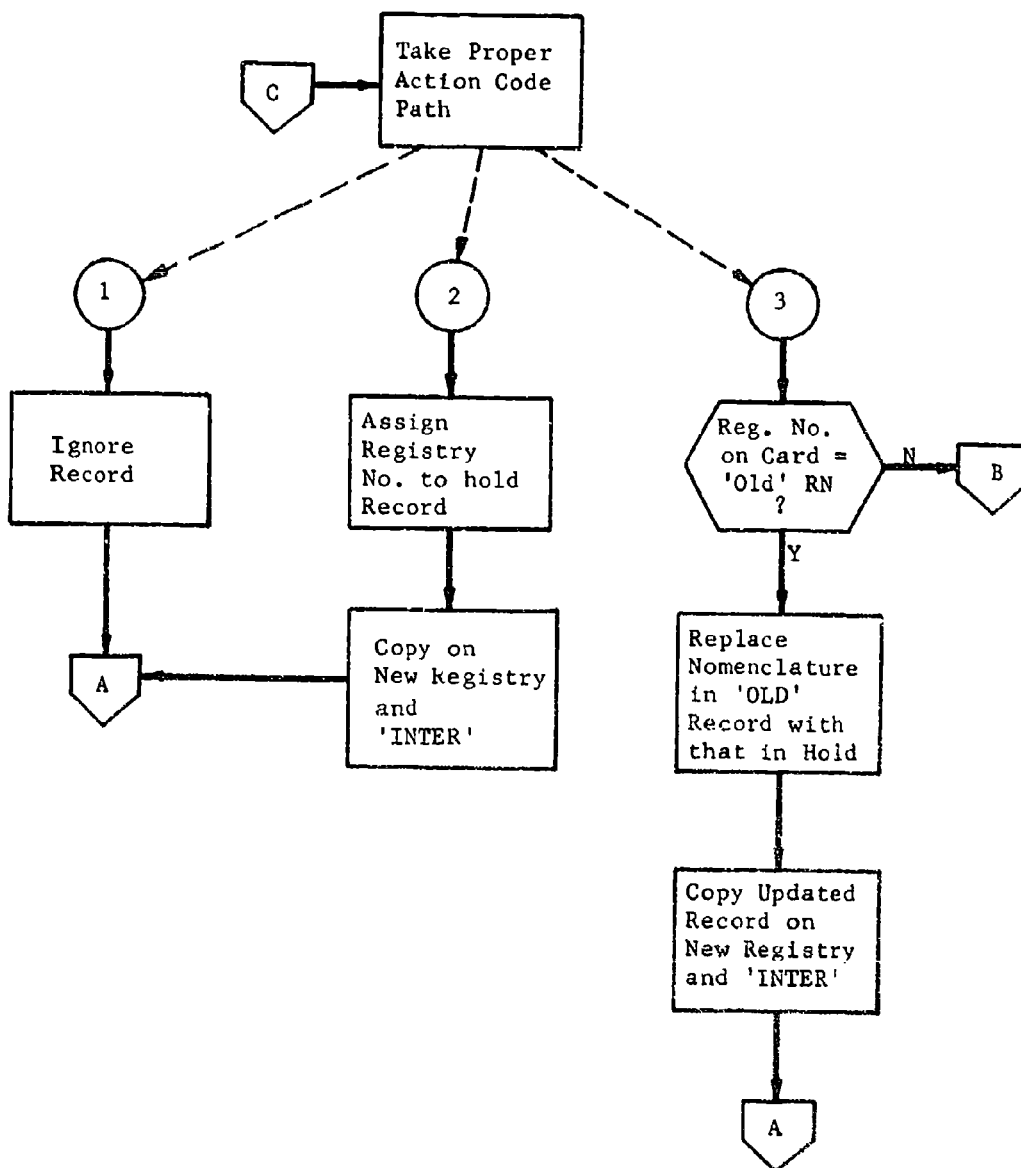 Take Proper
Action Code
Path
C
1
2
3
Ignore
Record
Assign
Registry
No. to hold
Record
Reg. No.
on Card =
'Old' RN
?
N
B
Y
A
Copy on
New Registry
and
'INTER'
Replace
Nomenclature
in 'OLD'
Record with
that in Hold
Copy Updated
Record on
New Registry
and 'INTER'
A